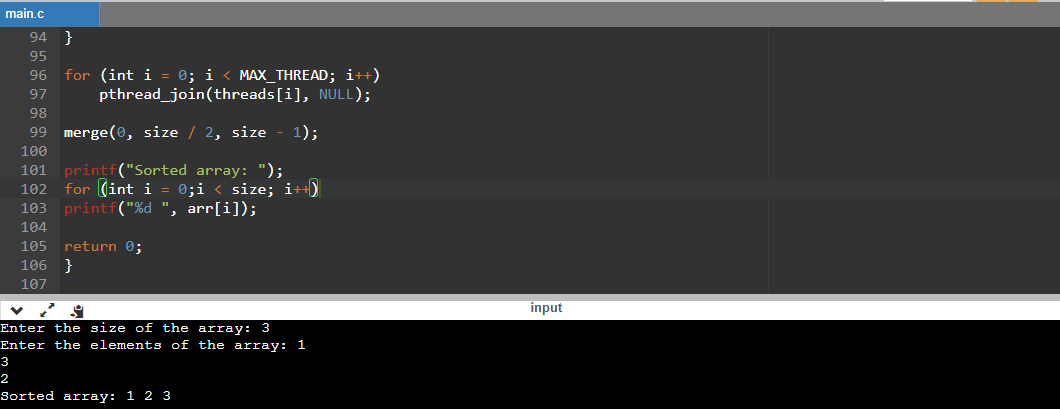 main.c
94 }
95
96 for (int i = 0; i < MAX_THREAD; i++)
97     pthread_join(threads[i], NULL);
98
99 merge(0, size / 2, size - 1);
100
101 printf("Sorted array: ");
102 for (int i = 0;i < size; i++)
103 printf("%d ", arr[i]);
104
105 return 0;
106 }
107
input
Enter the size of the array: 3
Enter the elements of the array: 1
3
2
Sorted array: 1 2 3